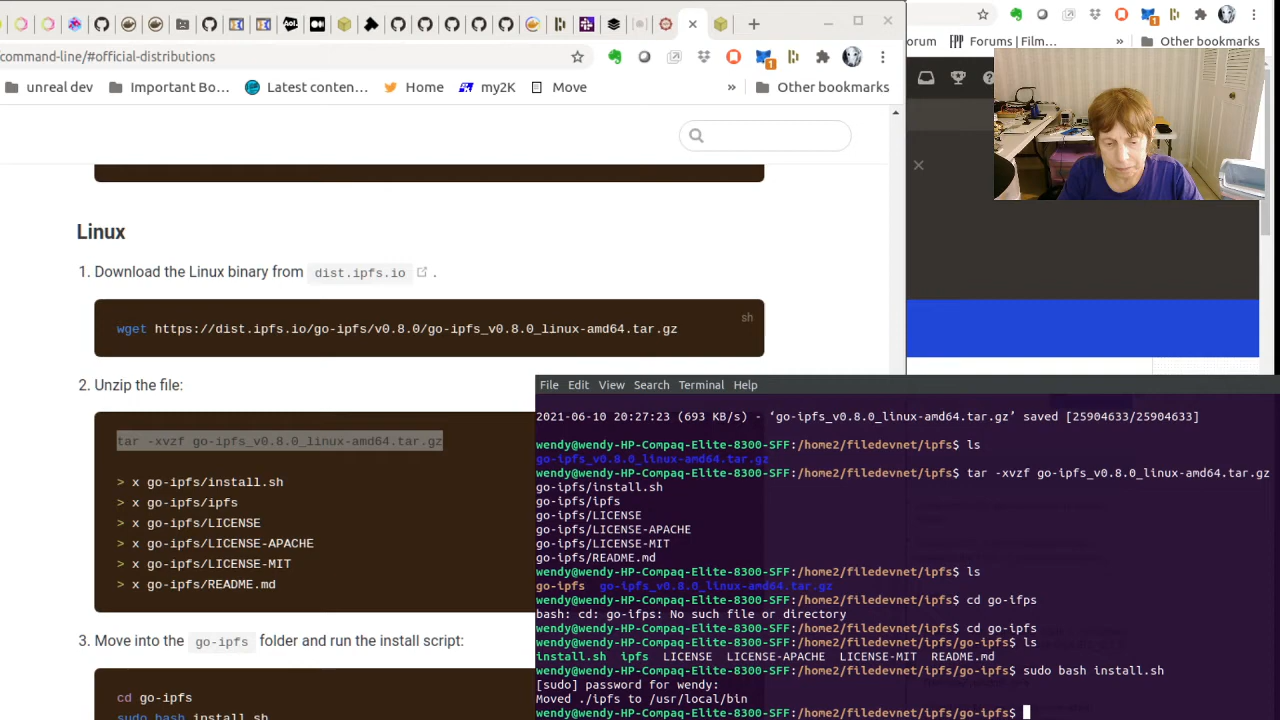 AOL
command-line/#official-distributions
1
1
unreal dev
Important Bo...
Latest conten...
Home
my2K
Move
»
Other bookmarks
orum
Forums | Film...
»
Other bookmarks
Linux
1. Download the Linux binary from dist.ipfs.io .
sh
wget https://dist.ipfs.io/go-ipfs/v0.8.0/go-ipfs_v0.8.0_linux-amd64.tar.gz
2. Unzip the file:
tar -xvzf go-ipfs_v0.8.0_linux-amd64.tar.gz
> x go-ipfs/install.sh
> x go-ipfs/ipfs
> x go-ipfs/LICENSE
> x go-ipfs/LICENSE-APACHE
> x go-ipfs/LICENSE-MIT
> x go-ipfs/README.md
3. Move into the go-ipfs folder and run the install script:
cd go-ipfs
sudo bash install.sh
File Edit View Search Terminal Help
2021-06-10 20:27:23 (693 KB/s) - ‘go-ipfs_v0.8.0_linux-amd64.tar.gz’ saved [25904633/25904633]
wendy@wendy-HP-Compaq-Elite-8300-SFF:/home2/filedevnet/ipfs$ ls
go-ipfs_v0.8.0_linux-amd64.tar.gz
wendy@wendy-HP-Compaq-Elite-8300-SFF:/home2/filedevnet/ipfs$ tar -xvzf go-ipfs_v0.8.0_linux-amd64.tar.gz
go-ipfs/install.sh
go-ipfs/ipfs
go-ipfs/LICENSE
go-ipfs/LICENSE-APACHE
go-ipfs/LICENSE-MIT
go-ipfs/README.md
wendy@wendy-HP-Compaq-Elite-8300-SFF:/home2/filedevnet/ipfs$ ls
go-ipfs go-ipfs_v0.8.0_linux-amd64.tar.gz
wendy@wendy-HP-Compaq-Elite-8300-SFF:/home2/filedevnet/ipfs$ cd go-ifps
bash: cd: go-ifps: No such file or directory
wendy@wendy-HP-Compaq-Elite-8300-SFF:/home2/filedevnet/ipfs$ cd go-ipfs
wendy@wendy-HP-Compaq-Elite-8300-SFF:/home2/filedevnet/ipfs/go-ipfs$ ls
install.sh ipfs LICENSE LICENSE-APACHE LICENSE-MIT README.md
wendy@wendy-HP-Compaq-Elite-8300-SFF:/home2/filedevnet/ipfs/go-ipfs$ sudo bash install.sh
[sudo] password for wendy:
Moved ./ipfs to /usr/local/bin
wendy@wendy-HP-Compaq-Elite-8300-SFF:/home2/filedevnet/ipfs/go-ipfs$